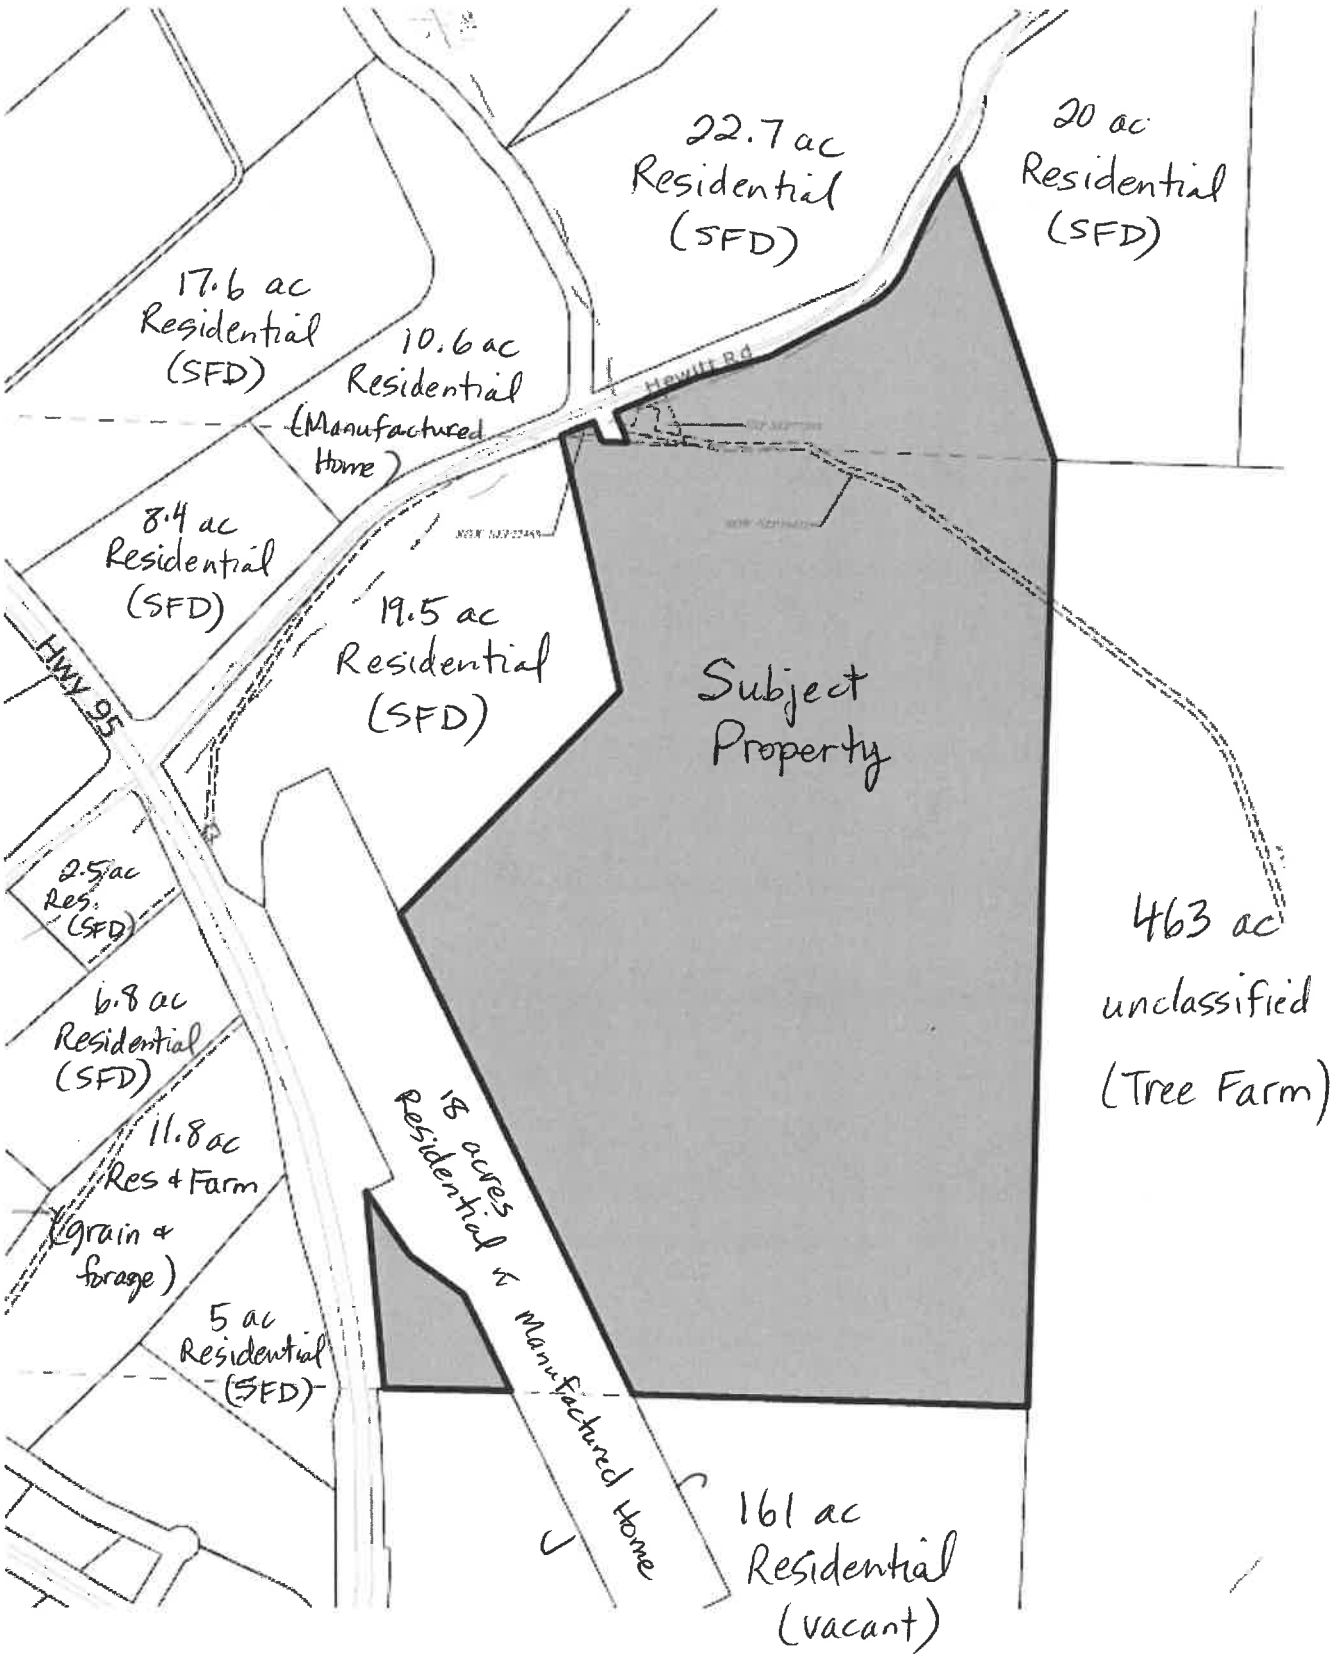 22.7 ac
Residential
(SFD)
20 ac
Residential
(SFD)
17.6 ac
Residential
(SFD)
10.6 ac
Residential
(Manufactured
Home)
Hewitt Rd
8.4 ac
Residential
(SFD)
19.5 ac
Residential
(SFD)
Hwy 95
Subject
Property
2.5 ac
Res.
(SFD)
463 ac
unclassified
(Tree Farm)
6.8 ac
Residential
(SFD)
11.8 ac
Res & Farm
(grain &
forage)
18 acres
Residential & Manufactured Home
5 ac
Residential
(SFD)
161 ac
Residential
(vacant)